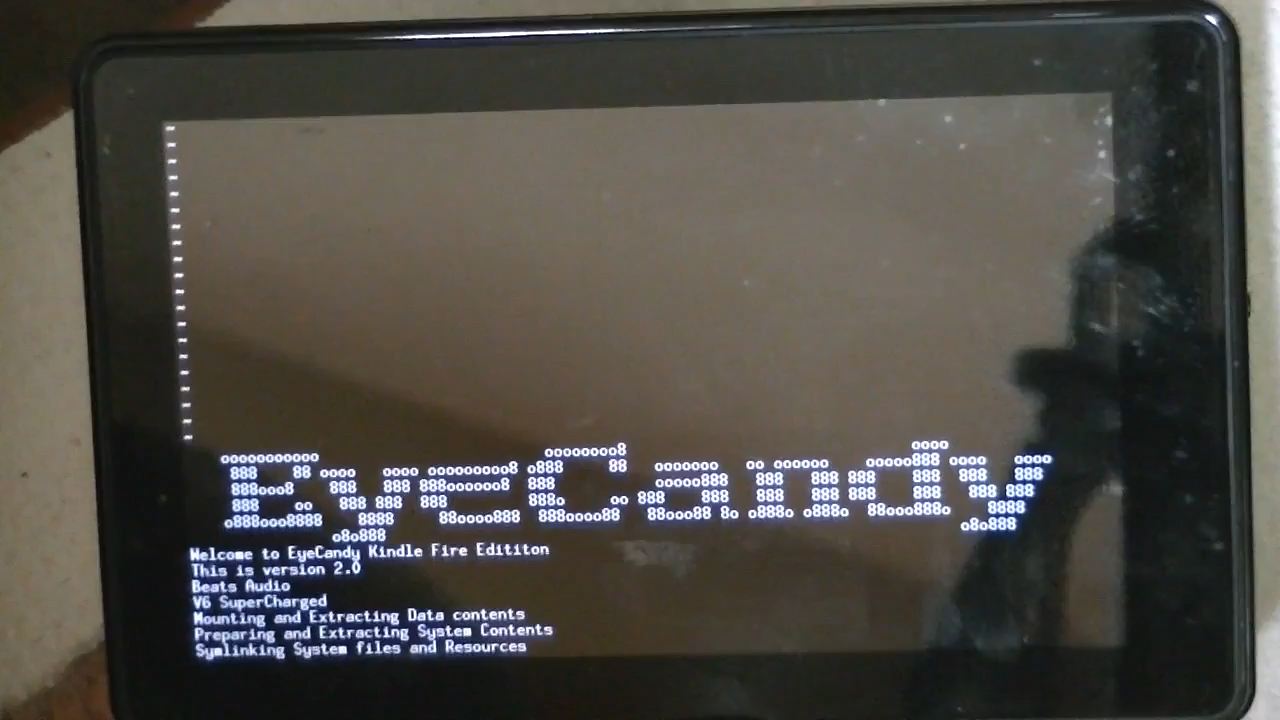 EyeCandy
Welcome to EyeCandy Kindle Fire Edititon
This is version 2.0
Beats Audio
V6 SuperCharged
Mounting and Extracting Data contents
Preparing and Extracting System Contents
Symlinking System files and Resources